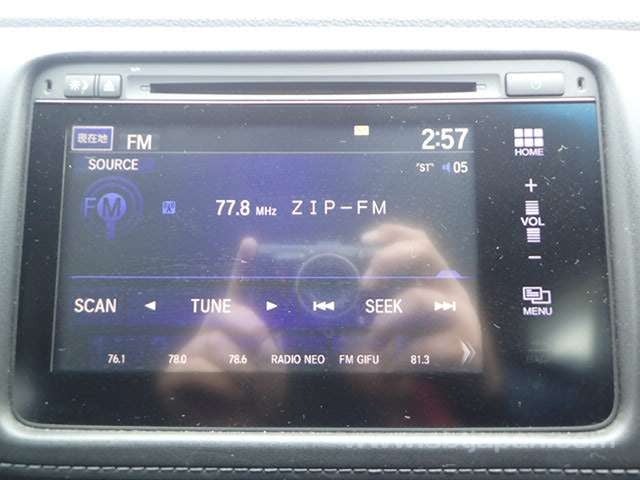 現在地 FM 2:57
HOME
SOURCE
"ST" 05
FM 77.8 MHz ZIP-FM
+
VOL
-
SCAN TUNE SEEK
MENU
76.1 78.0 78.6 RADIO NEO FM GIFU 81.3